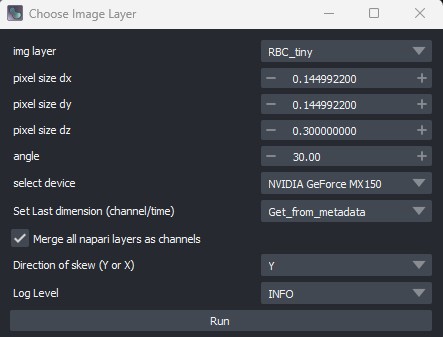 Choose Image Layer
img layer RBC_tiny
pixel size dx 0.144992200
pixel size dy 0.144992200
pixel size dz 0.300000000
angle 30.00
select device NVIDIA GeForce MX150
Set Last dimension (channel/time) Get_from_metadata
Merge all napari layers as channels
Direction of skew (Y or X) Y
Log Level INFO
Run